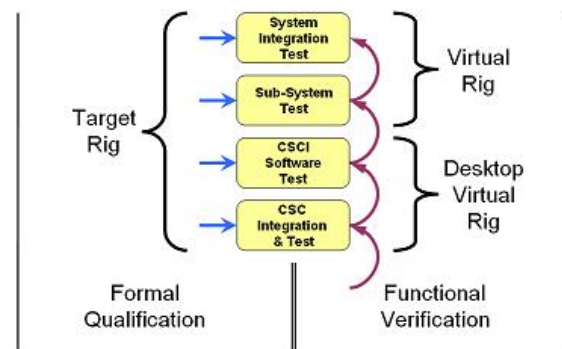 System
Integration
Test
Virtual
Rig
Sub-System
Test
Target
Rig
CSCI
Software
Test
Desktop
Virtual
Rig
CSC
Integration
& Test
Formal
Qualification
Functional
Verification